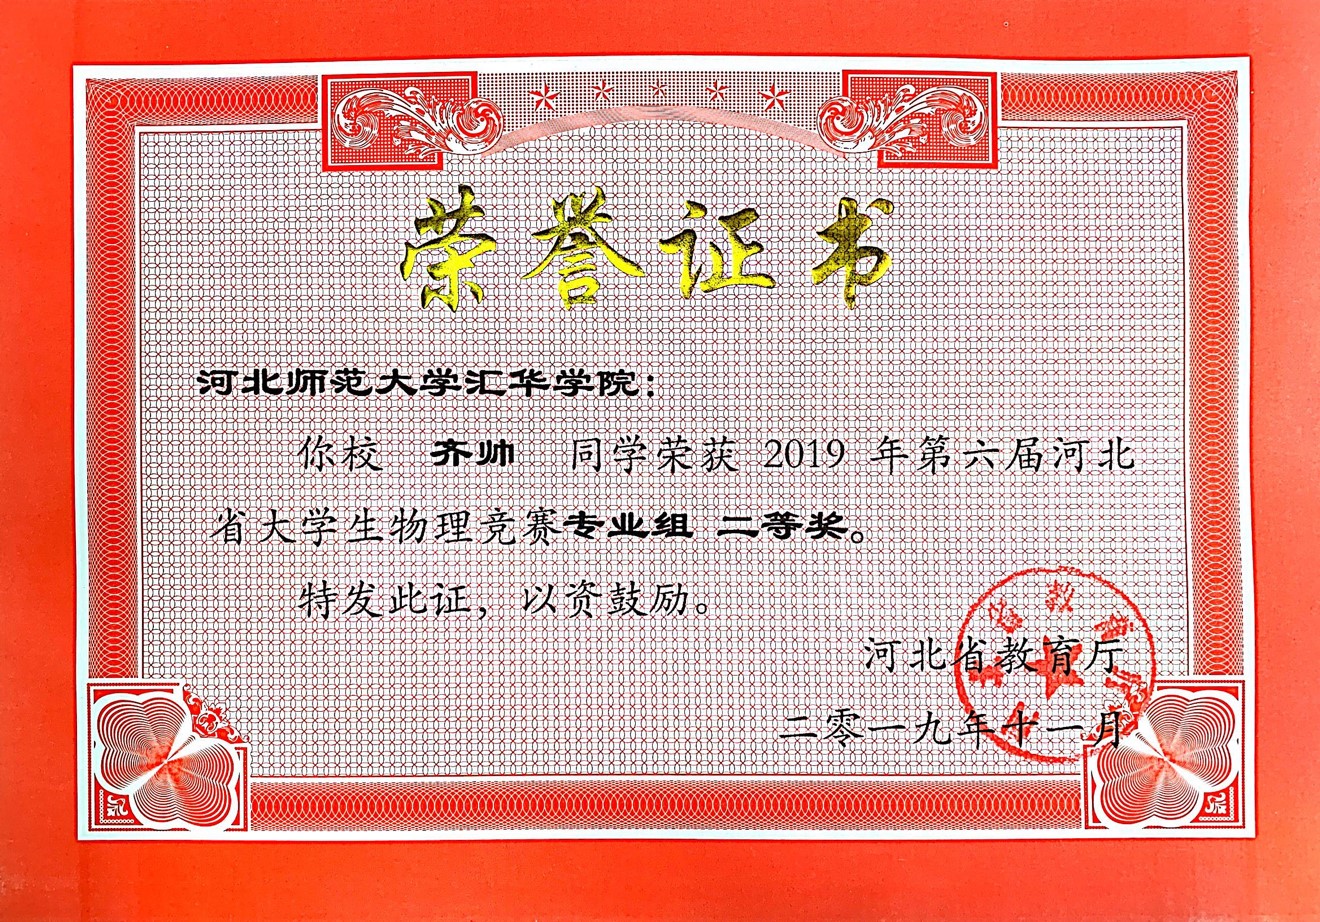 荣誉证书
河北师范大学汇华学院：
你校 齐帅 同学荣获 2019 年第六届河北
省大学生物理竞赛专业组 二等奖。
特发此证，以资鼓励。
河北省教育厅
二零一九年十一月